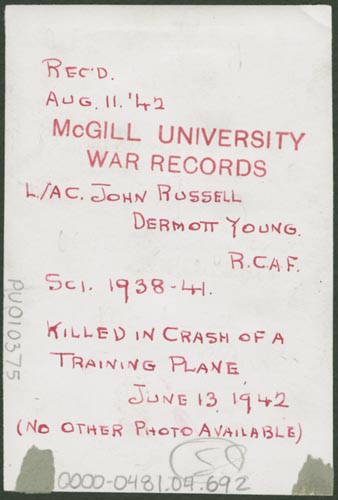 REC'D.
AUG. 11. '42
McGILL UNIVERSITY
WAR RECORDS
L/AC. JOHN RUSSELL
DERMOTT YOUNG.
R.C.A.F.
SCI. 1938-41.
KILLED IN CRASH OF A
TRAINING PLANE
JUNE 13, 1942
(NO OTHER PHOTO AVAILABLE)
0000-0481.04.692
PU010375